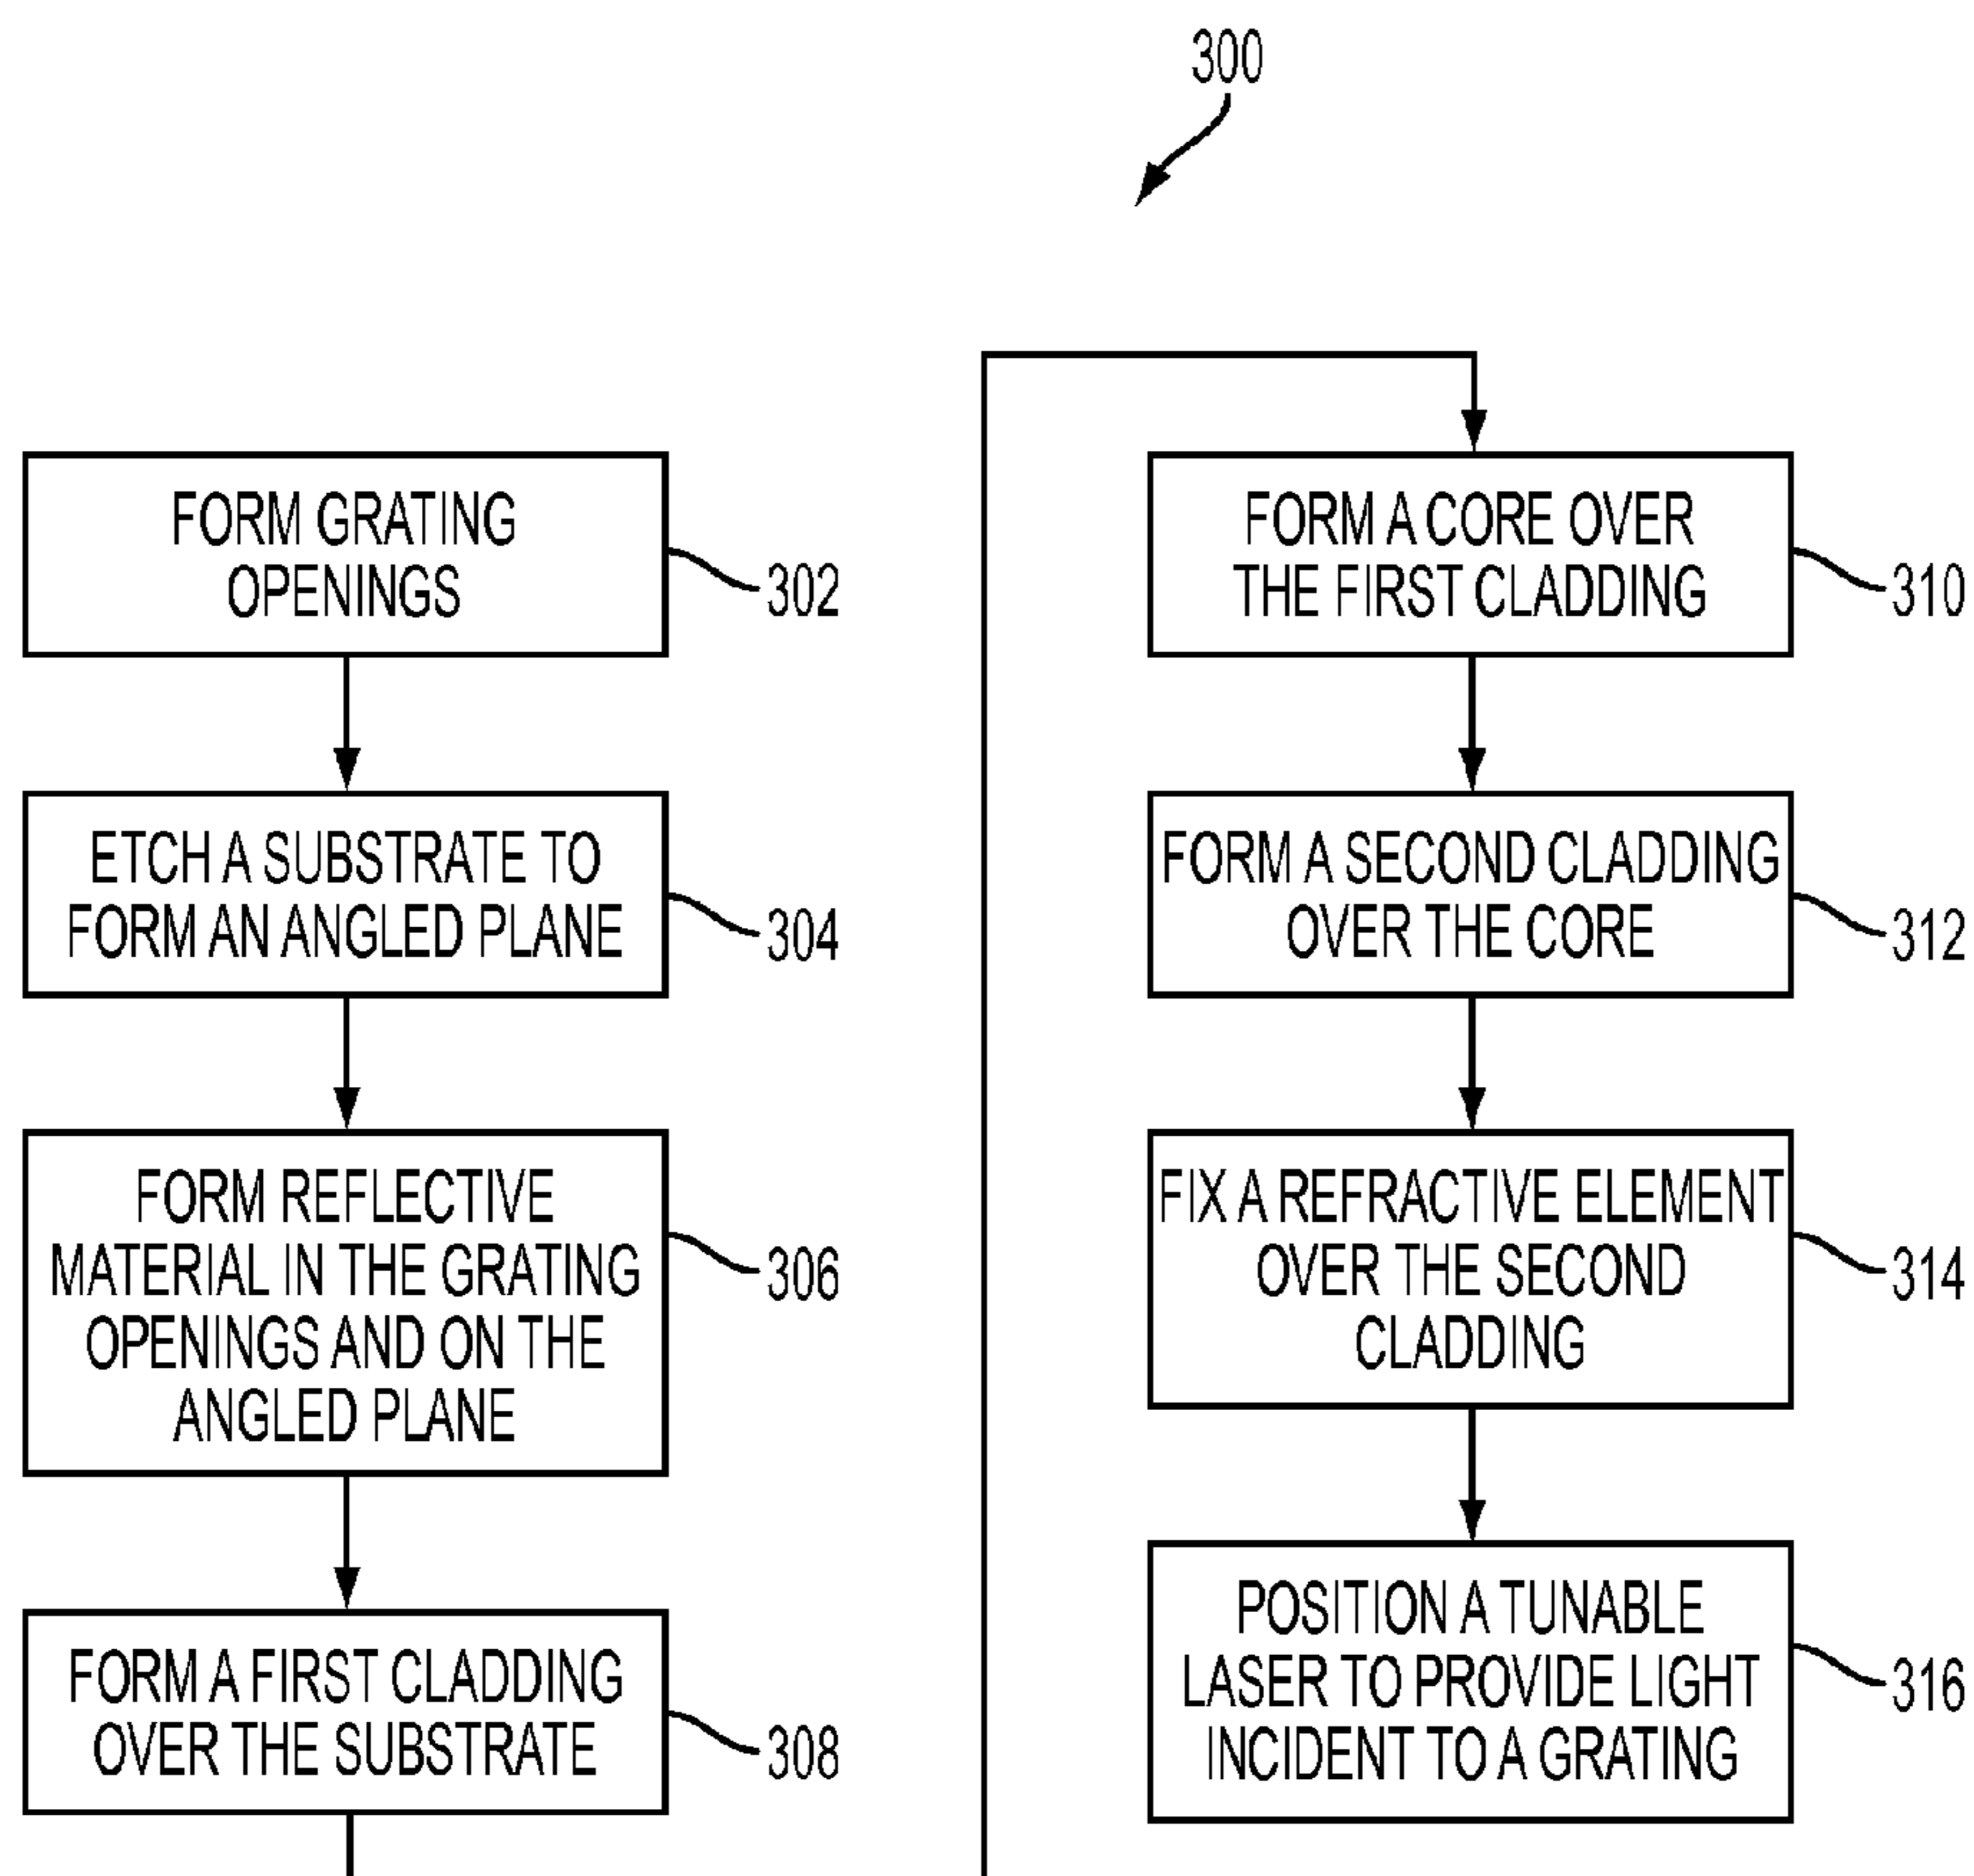 300
FORM GRATING
OPENINGS
302
ETCH A SUBSTRATE TO
FORM AN ANGLED PLANE
304
FORM REFLECTIVE
MATERIAL IN THE GRATING
OPENINGS AND ON THE
ANGLED PLANE
306
FORM A FIRST CLADDING
OVER THE SUBSTRATE
308
FORM A CORE OVER
THE FIRST CLADDING
310
FORM A SECOND CLADDING
OVER THE CORE
312
FIX A REFRACTIVE ELEMENT
OVER THE SECOND
CLADDING
314
POSITION A TUNABLE
LASER TO PROVIDE LIGHT
INCIDENT TO A GRATING
316